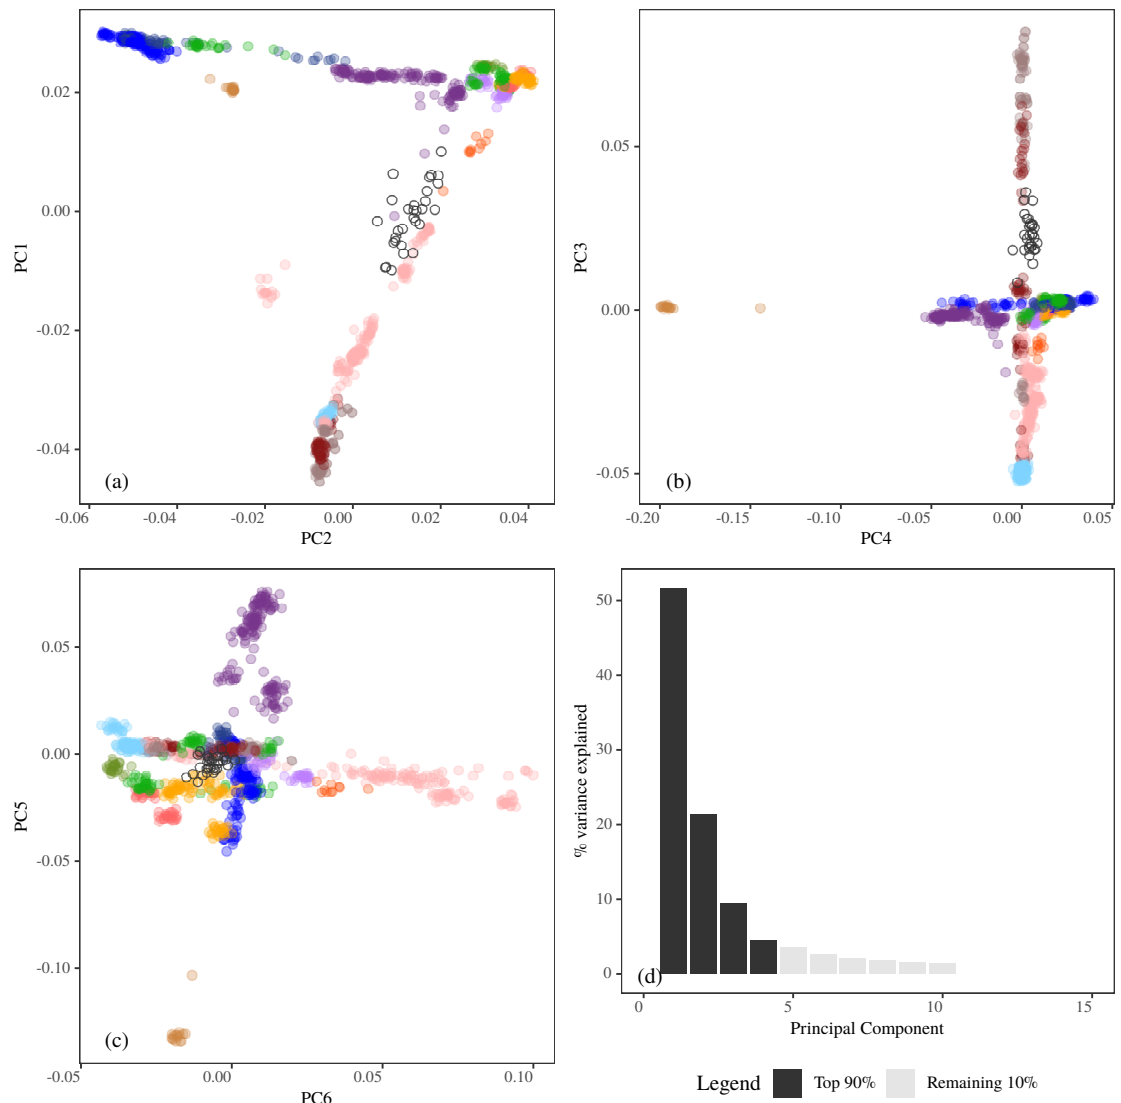 0.02
0.00
-0.02
-0.04
PC1
(a)
-0.06
-0.04
-0.02
0.00
0.02
0.04
PC2
0.05
0.00
-0.05
PC3
(b)
-0.20
-0.15
-0.10
-0.05
0.00
0.05
PC4
0.05
0.00
-0.05
-0.10
PC5
(c)
-0.05
0.00
0.05
0.10
PC6
50
40
30
20
10
0
% variance explained
(d)
0
5
10
15
Principal Component
Legend
Top 90%
Remaining 10%